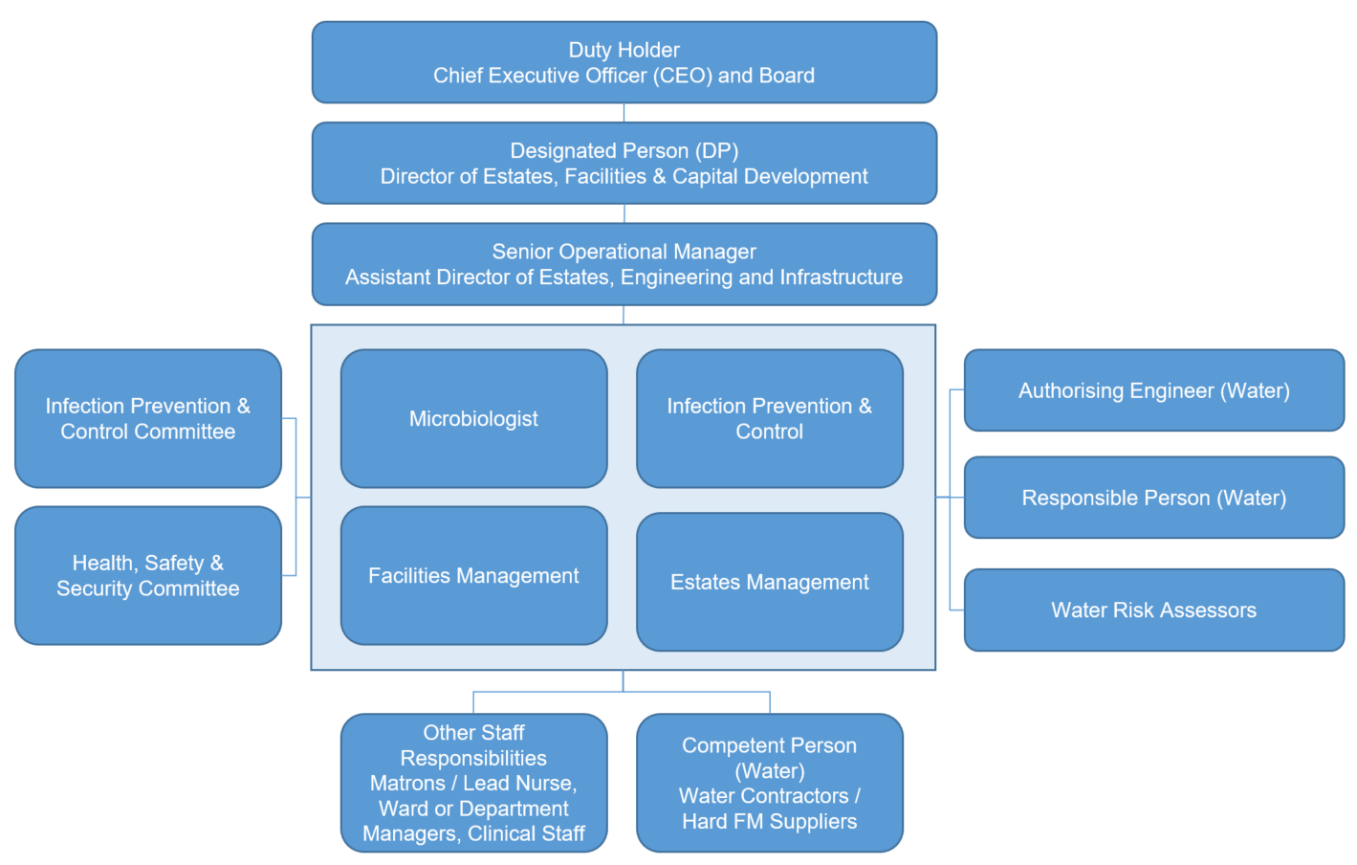 Duty Holder
Chief Executive Officer (CEO) and Board
Designated Person (DP)
Director of Estates, Facilities & Capital Development
Senior Operational Manager
Assistant Director of Estates, Engineering and Infrastructure
Infection Prevention &
Control Committee
Health, Safety &
Security Committee
Microbiologist
Infection Prevention &
Control
Facilities Management
Estates Management
Authorising Engineer (Water)
Responsible Person (Water)
Water Risk Assessors
Other Staff
Responsibilities
Matrons / Lead Nurse,
Ward or Department
Managers, Clinical Staff
Competent Person
(Water)
Water Contractors /
Hard FM Suppliers